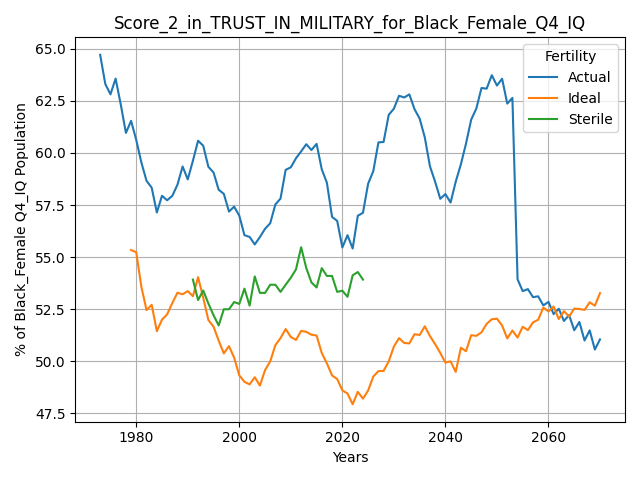 Score_2_in_TRUST_IN_MILITARY_for_Black_Female_Q4_IQ
% of Black_Female Q4_IQ Population
65.0
62.5
60.0
57.5
55.0
52.5
50.0
47.5
Fertility
Actual
Ideal
Sterile
1980
2000
2020
2040
2060
Years